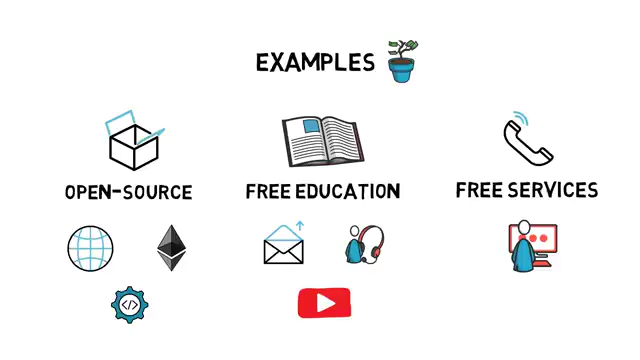 EXAMPLES
OPEN-SOURCE
FREE EDUCATION
FREE SERVICES